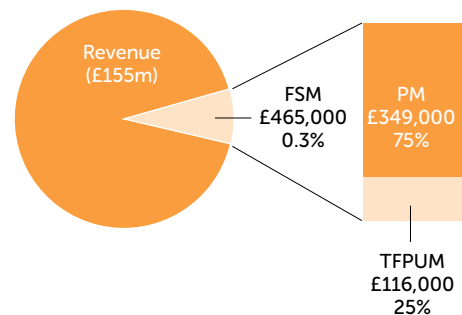 Revenue
(£155m)
FSM
£465,000
0.3%
PM
£349,000
75%
TFPUM
£116,000
25%